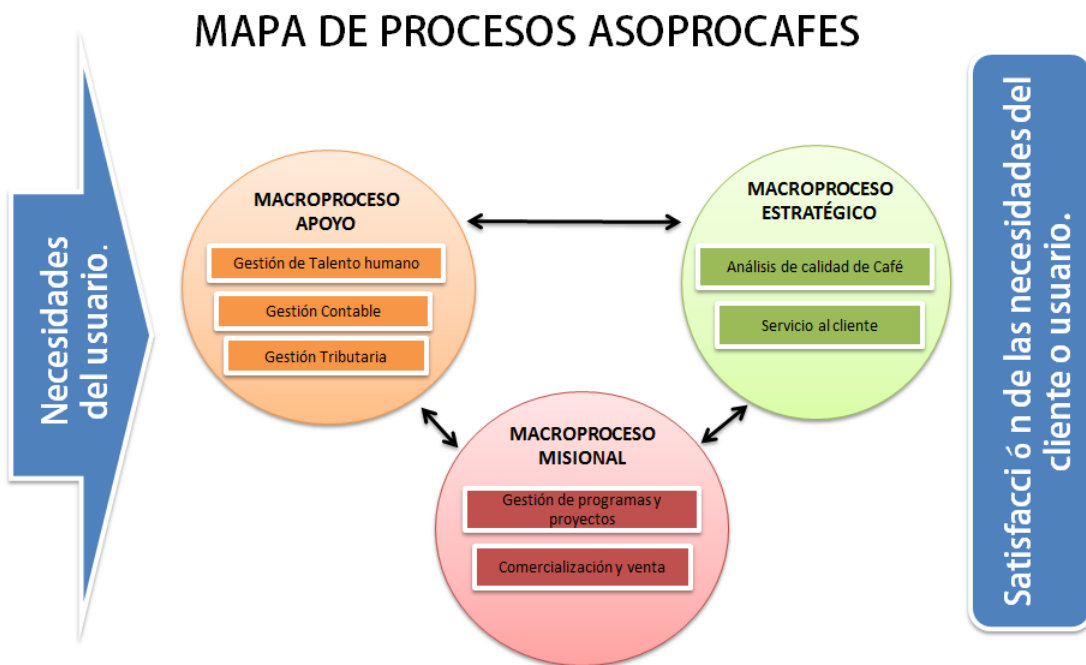 MAPA DE PROCESOS ASOPROCAFES
Necesidades
del usuario.
MACROPROCESO
APOYO
Gestión de Talento humano
Gestión Contable
Gestión Tributaria
MACROPROCESO
ESTRATÉGICO
Análisis de calidad de Café
Servicio al cliente
MACROPROCESO
MISIONAL
Gestión de programas y
proyectos
Comercialización y venta
Satisfacci ó n de las necesidades del
cliente o usuario.